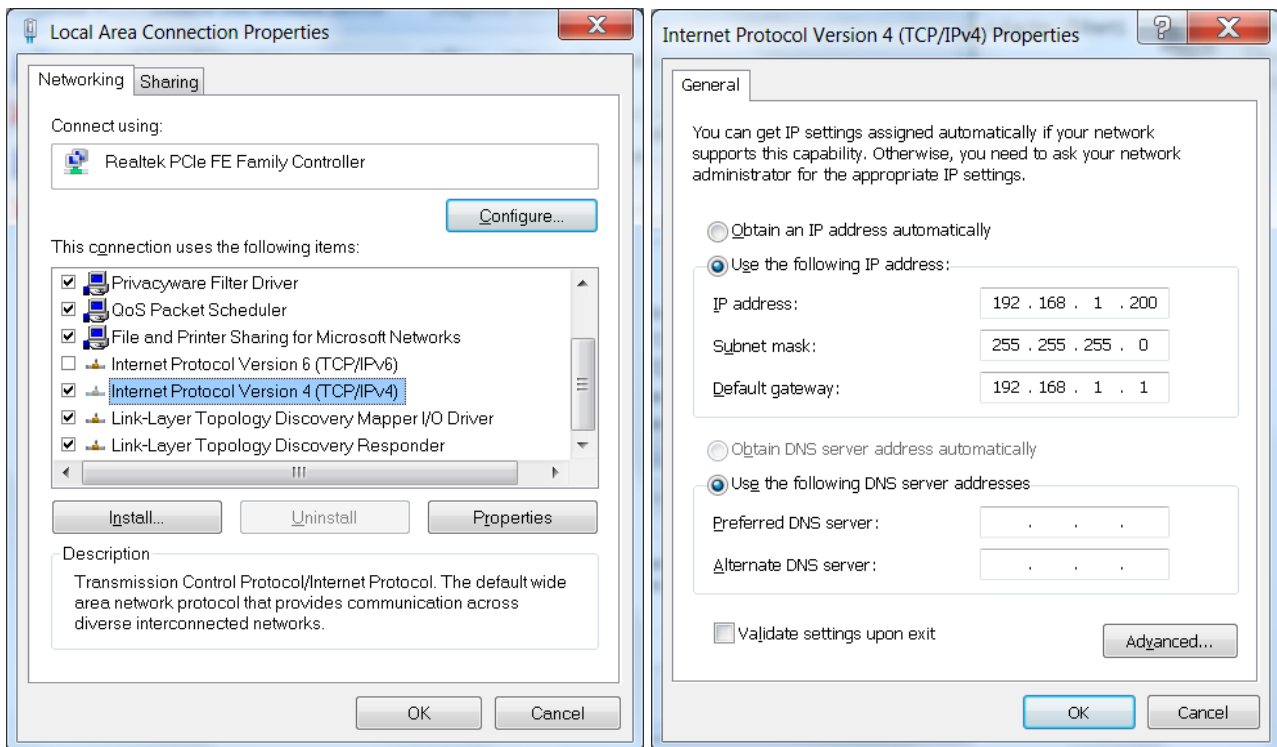 Local Area Connection Properties
Networking
Sharing
Connect using:
Realtek PCIe FE Family Controller
Configure...
This connection uses the following items:
Privacyware Filter Driver
QoS Packet Scheduler
File and Printer Sharing for Microsoft Networks
Internet Protocol Version 6 (TCP/IPv6)
Internet Protocol Version 4 (TCP/IPv4)
Link-Layer Topology Discovery Mapper I/O Driver
Link-Layer Topology Discovery Responder
Install...
Uninstall
Properties
Description
Transmission Control Protocol/Internet Protocol. The default wide
area network protocol that provides communication across
diverse interconnected networks.
OK
Cancel
Internet Protocol Version 4 (TCP/IPv4) Properties
General
You can get IP settings assigned automatically if your network
supports this capability. Otherwise, you need to ask your network
administrator for the appropriate IP settings.
Obtain an IP address automatically
Use the following IP address:
IP address: 192 . 168 . 1 . 200
Subnet mask: 255 . 255 . 255 . 0
Default gateway: 192 . 168 . 1 . 1
Obtain DNS server address automatically
Use the following DNS server addresses
Preferred DNS server: . . .
Alternate DNS server: . . .
Validate settings upon exit
Advanced...
OK
Cancel